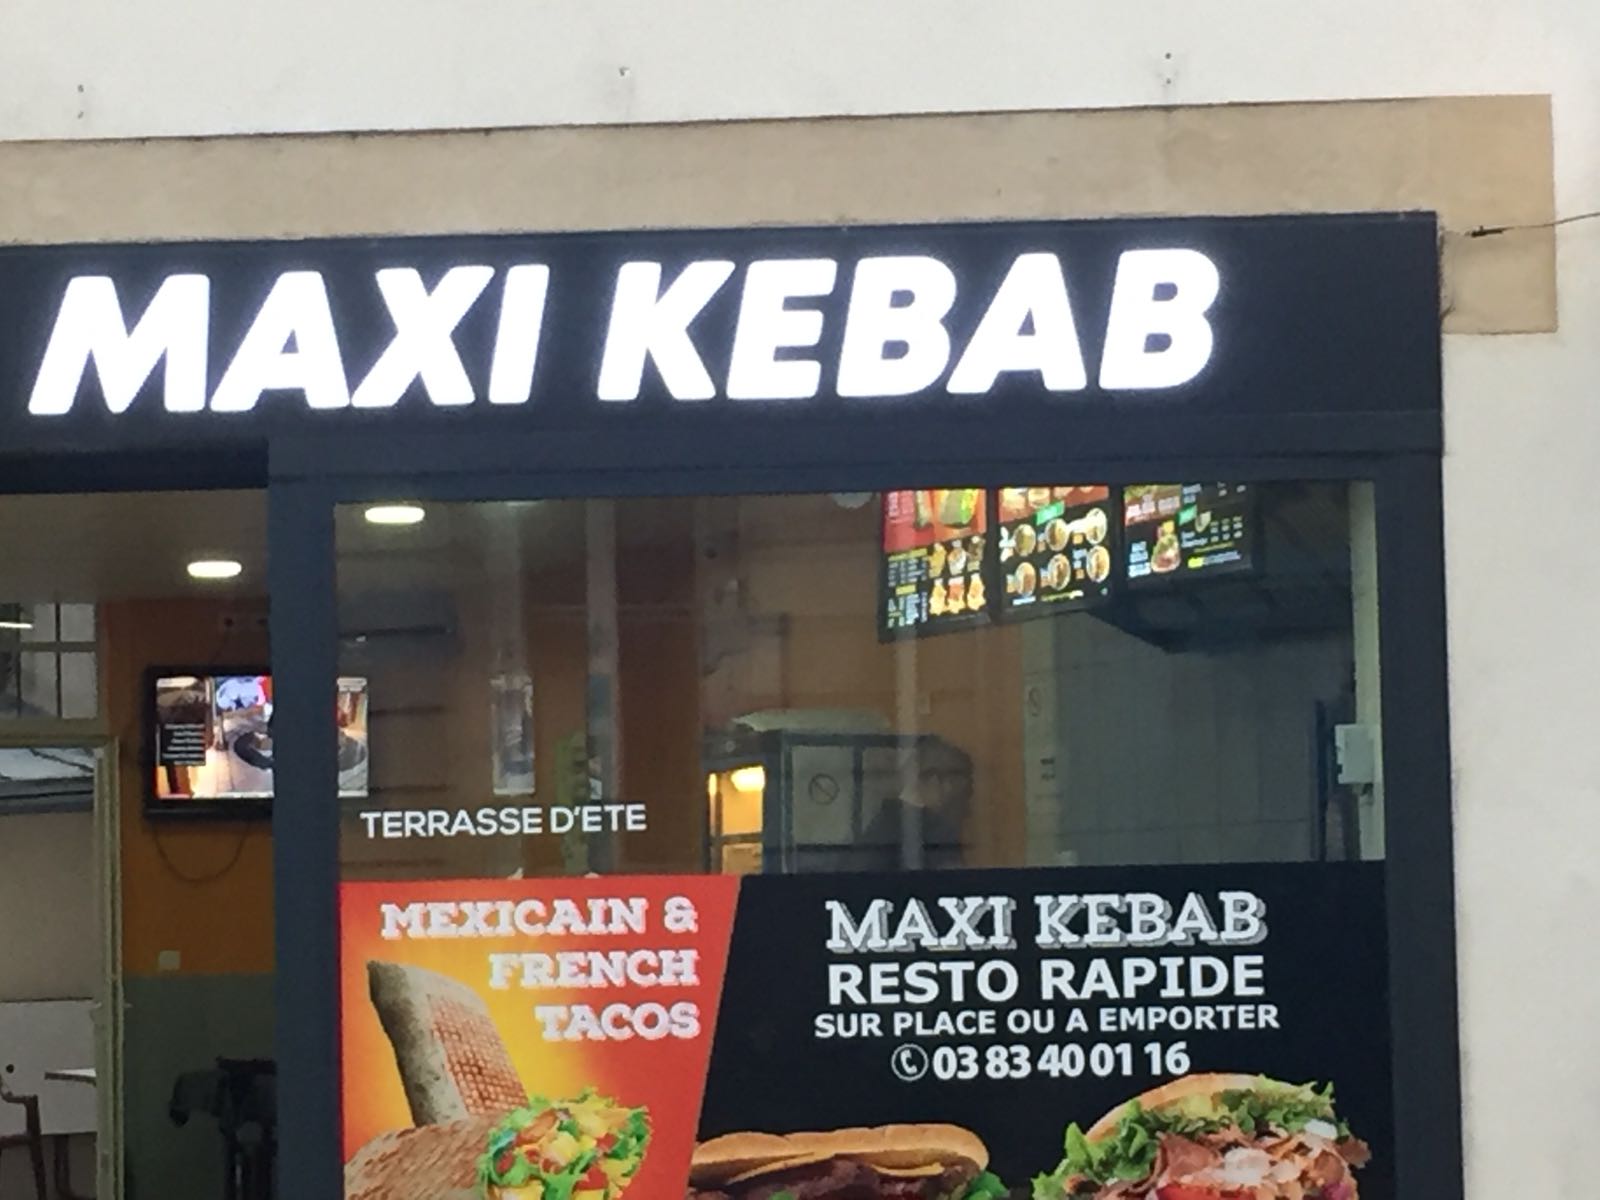 MAXI KEBAB
TERRASSE D'ETE
MEXICAIN &
FRENCH
TACOS
MAXI KEBAB
RESTO RAPIDE
SUR PLACE OU A EMPORTER
03 83 40 01 16